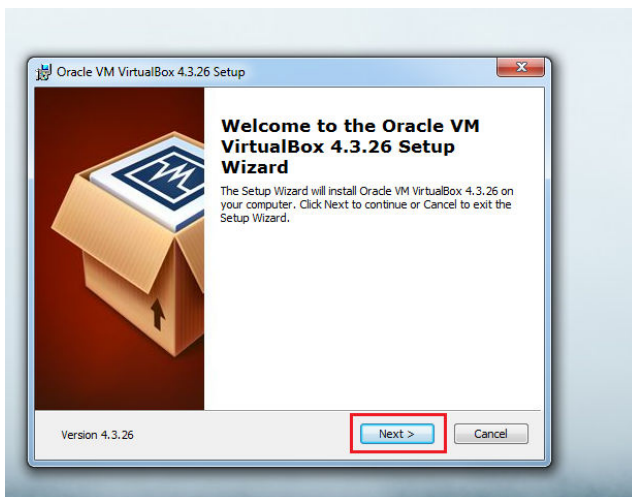 Oracle VM VirtualBox 4.3.26 Setup
Welcome to the Oracle VM
VirtualBox 4.3.26 Setup
Wizard
The Setup Wizard will install Oracle VM VirtualBox 4.3.26 on
your computer. Click Next to continue or Cancel to exit the
Setup Wizard.
Version 4.3.26
Next >
Cancel